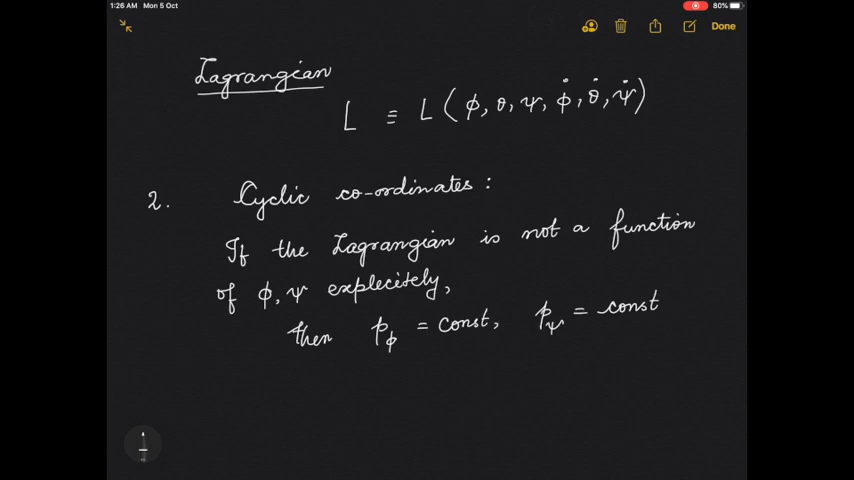 1:26 AM Mon 5 Oct
80%
Done
Lagrangian
L ≡ L (ϕ, θ, ψ, ϕ̇, θ̇, ψ̇)
2. Cyclic co-ordinates :
If the Lagrangian is not a function
of ϕ, ψ explecitely,
then p_ϕ = const, p_ψ = const